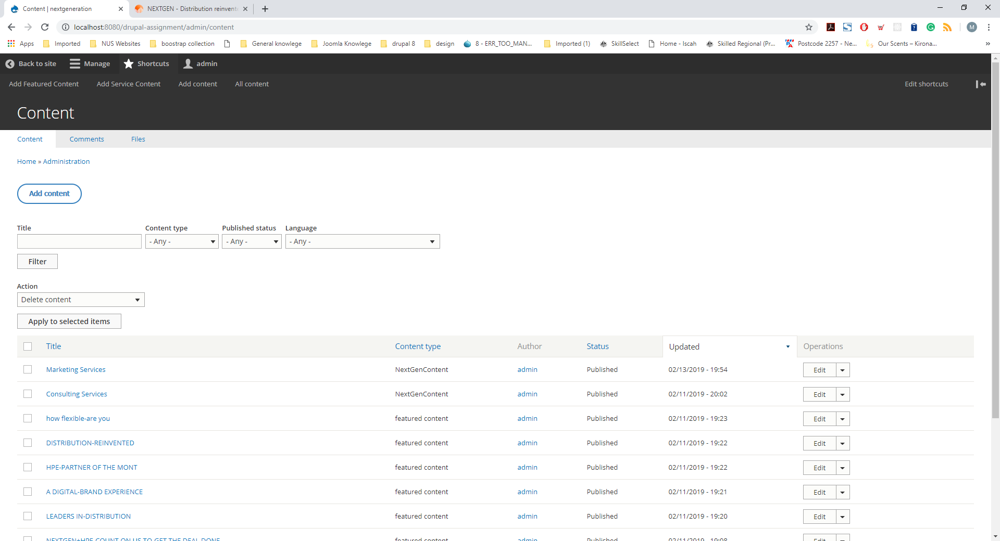 Content | nextgeneration
NEXTGEN - Distribution reinvent
localhost:8080/drupal-assignment/admin/content
M
Apps Imported NUS Websites boostrap collection General knowlege Joomla Knowlege drupal 8 design 8 - ERR_TOO_MAN... Imported (1) SkillSelect Home - Iscah Skilled Regional (Pr... Postcode 2257 - Ne... Our Scents – Kirona... »
Back to site Manage Shortcuts admin
Add Featured Content Add Service Content Add content All content Edit shortcuts
Content
Content Comments Files
Home » Administration
Add content
Title Content type Published status Language
- Any - - Any - - Any -
Filter
Action
Delete content
Apply to selected items
Title Content type Author Status Updated Operations
Marketing Services NextGenContent admin Published 02/13/2019 - 19:54 Edit
Consulting Services NextGenContent admin Published 02/11/2019 - 20:02 Edit
how flexible-are you featured content admin Published 02/11/2019 - 19:23 Edit
DISTRIBUTION-REINVENTED featured content admin Published 02/11/2019 - 19:22 Edit
HPE-PARTNER OF THE MONT featured content admin Published 02/11/2019 - 19:22 Edit
A DIGITAL-BRAND EXPERIENCE featured content admin Published 02/11/2019 - 19:21 Edit
LEADERS IN-DISTRIBUTION featured content admin Published 02/11/2019 - 19:20 Edit
NEXTGEN+HPE-COUNT ON US TO GET THE DEAL DONE featured content admin Published 02/11/2019 - 19:08 Edit